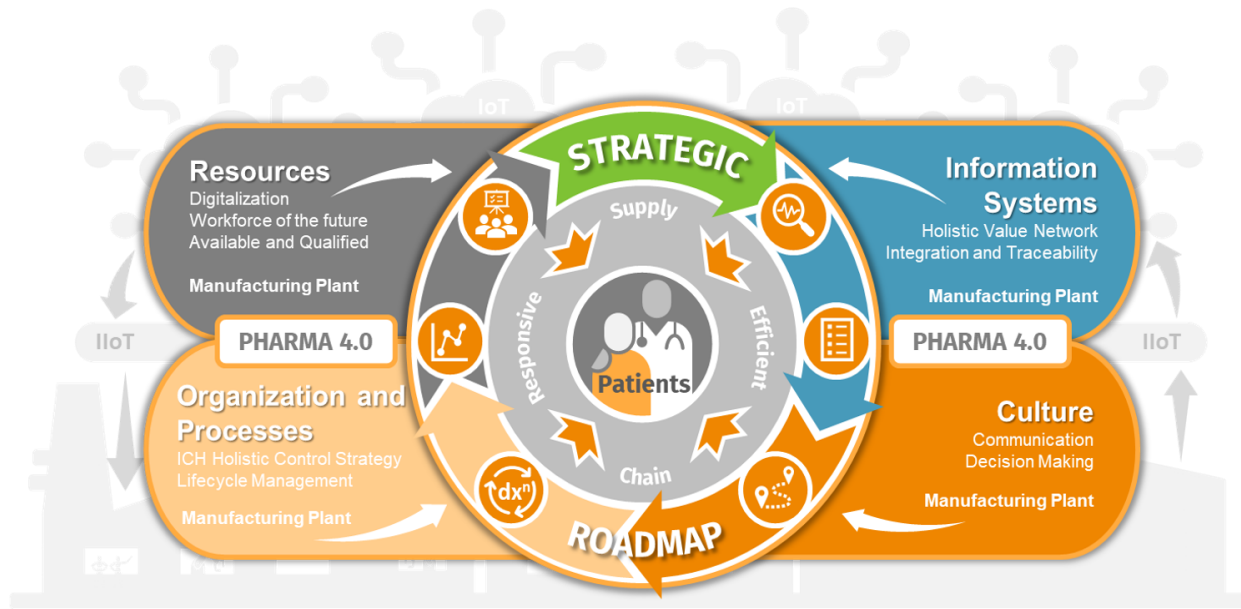 IoT
IoT
Resources
Digitalization
Workforce of the future
Available and Qualified
Manufacturing Plant
STRATEGIC
Information
Systems
Holistic Value Network
Integration and Traceability
Manufacturing Plant
Supply
Responsive
Efficient
Chain
Patients
IIoT
PHARMA 4.0
PHARMA 4.0
IIoT
Organization and
Processes
ICH Holistic Control Strategy
Lifecycle Management
Manufacturing Plant
dxⁿ
ROADMAP
Culture
Communication
Decision Making
Manufacturing Plant